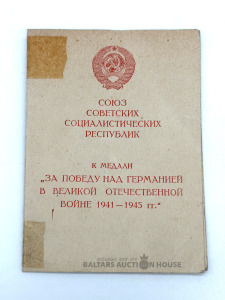 СОЮЗ
СОВЕТСКИХ
СОЦИАЛИСТИЧЕСКИХ
РЕСПУБЛИК
К МЕДАЛИ
„ЗА ПОБЕДУ НАД ГЕРМАНИЕЙ
В ВЕЛИКОЙ ОТЕЧЕСТВЕННОЙ
ВОЙНЕ 1941—1945 гг.“
BALTARS AUCTION HOUSE